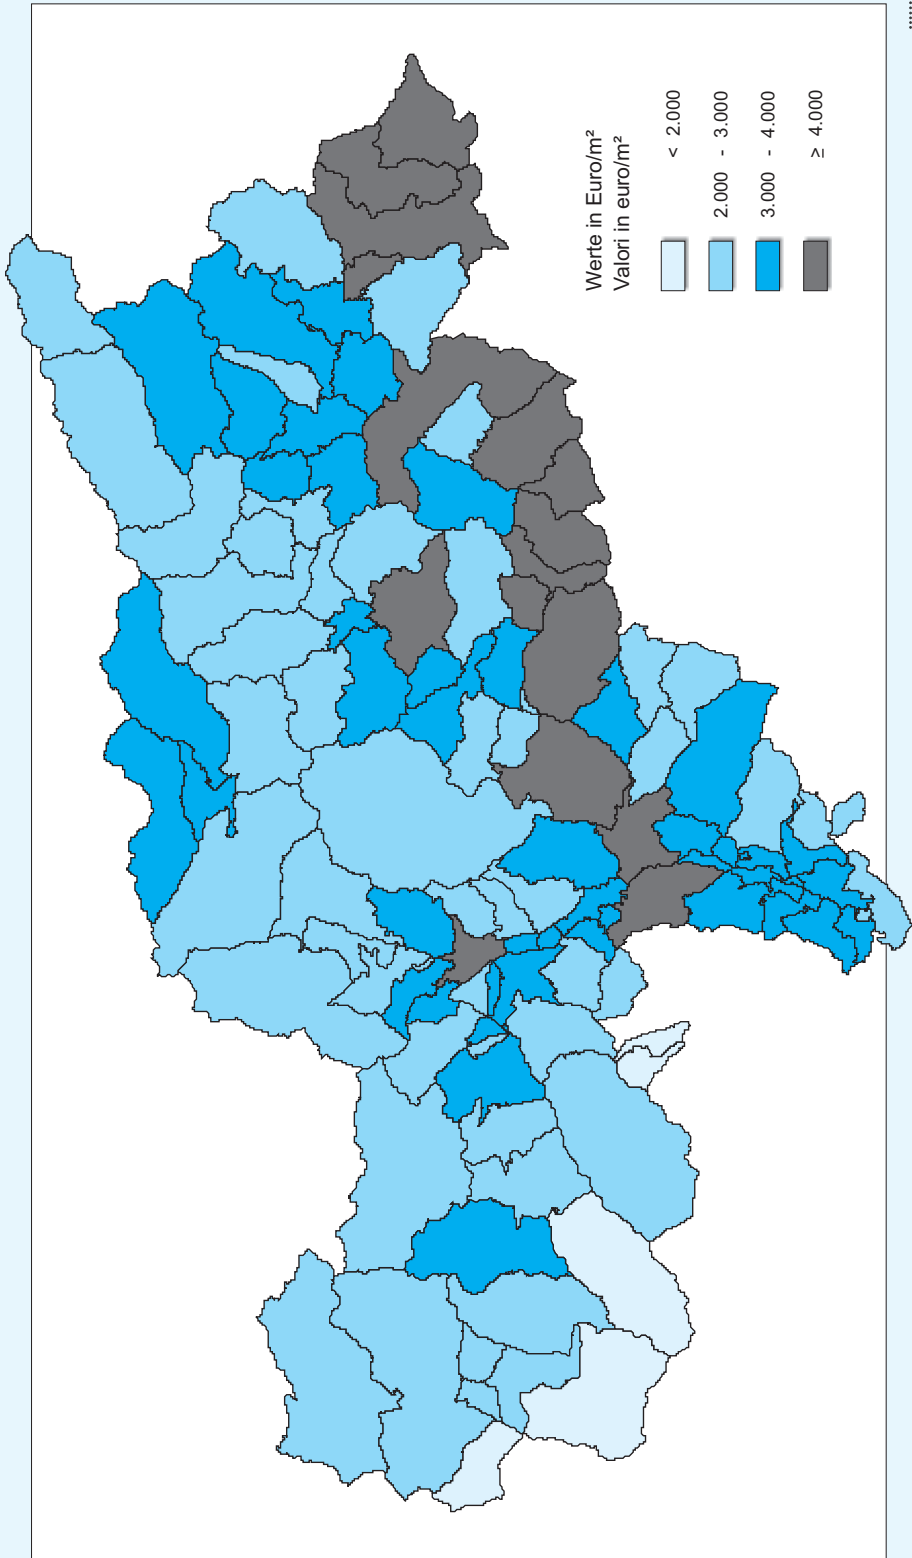 Werte in Euro/m²
Valori in euro/m²
< 2.000
2.000 - 3.000
3.000 - 4.000
≥ 4.000